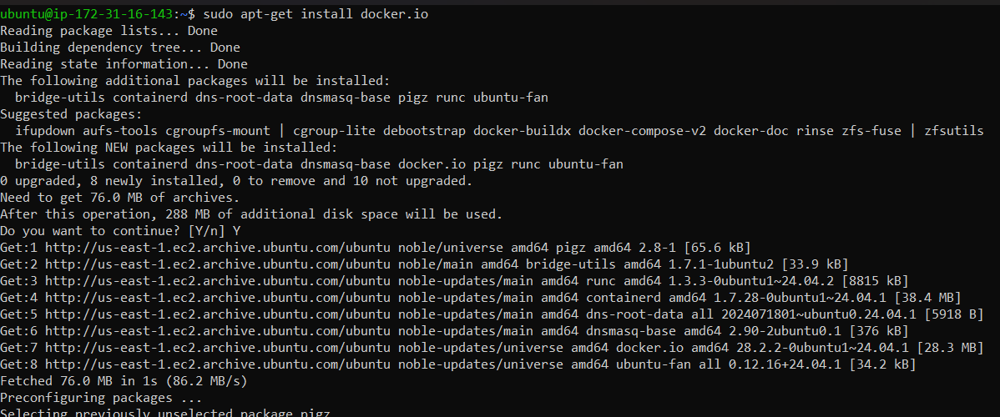 ubuntu@ip-172-31-16-143:~$ sudo apt-get install docker.io
Reading package lists... Done
Building dependency tree... Done
Reading state information... Done
The following additional packages will be installed:
  bridge-utils containerd dns-root-data dnsmasq-base pigz runc ubuntu-fan
Suggested packages:
  ifupdown aufs-tools cgroupfs-mount | cgroup-lite debootstrap docker-buildx docker-compose-v2 docker-doc rinse zfs-fuse | zfsutils
The following NEW packages will be installed:
  bridge-utils containerd dns-root-data dnsmasq-base docker.io pigz runc ubuntu-fan
0 upgraded, 8 newly installed, 0 to remove and 10 not upgraded.
Need to get 76.0 MB of archives.
After this operation, 288 MB of additional disk space will be used.
Do you want to continue? [Y/n] Y
Get:1 http://us-east-1.ec2.archive.ubuntu.com/ubuntu noble/universe amd64 pigz amd64 2.8-1 [65.6 kB]
Get:2 http://us-east-1.ec2.archive.ubuntu.com/ubuntu noble/main amd64 bridge-utils amd64 1.7.1-1ubuntu2 [33.9 kB]
Get:3 http://us-east-1.ec2.archive.ubuntu.com/ubuntu noble-updates/main amd64 runc amd64 1.3.3-0ubuntu1~24.04.2 [8815 kB]
Get:4 http://us-east-1.ec2.archive.ubuntu.com/ubuntu noble-updates/main amd64 containerd amd64 1.7.28-0ubuntu1~24.04.1 [38.4 MB]
Get:5 http://us-east-1.ec2.archive.ubuntu.com/ubuntu noble-updates/main amd64 dns-root-data all 2024071801~ubuntu0.24.04.1 [5918 B]
Get:6 http://us-east-1.ec2.archive.ubuntu.com/ubuntu noble-updates/main amd64 dnsmasq-base amd64 2.90-2ubuntu0.1 [376 kB]
Get:7 http://us-east-1.ec2.archive.ubuntu.com/ubuntu noble-updates/universe amd64 docker.io amd64 28.2.2-0ubuntu1~24.04.1 [28.3 MB]
Get:8 http://us-east-1.ec2.archive.ubuntu.com/ubuntu noble-updates/universe amd64 ubuntu-fan all 0.12.16+24.04.1 [34.2 kB]
Fetched 76.0 MB in 1s (86.2 MB/s)
Preconfiguring packages ...
Selecting previously unselected package pigz